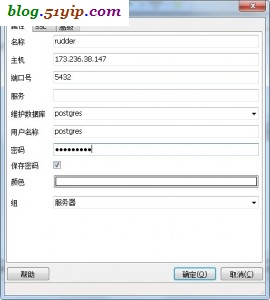 blog.51yip.com
属性 SSL 高级
名称 rudder
主机 173.236.38.147
端口号 5432
服务
维护数据库 postgres
用户名称 postgres
密码 ●●●●●●●●●
保存密码
颜色
组 服务器
帮助 确定(O) 取消(C)